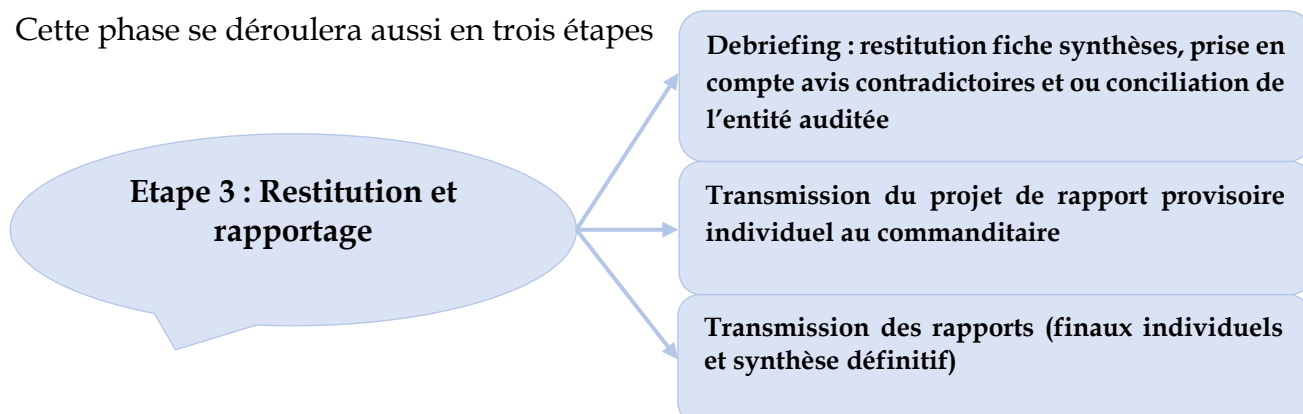 Cette phase se déroulera aussi en trois étapes
Debriefing : restitution fiche synthèses, prise en
compte avis contradictoires et ou conciliation de
l’entité auditée
Etape 3 : Restitution et
rapportage
Transmission du projet de rapport provisoire
individuel au commanditaire
Transmission des rapports (finaux individuels
et synthèse définitif)